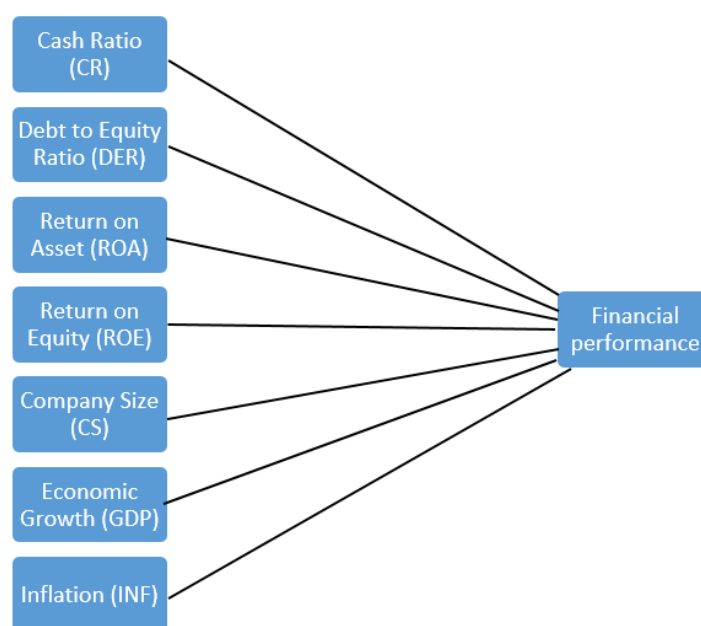 Cash Ratio
(CR)
Debt to Equity
Ratio (DER)
Return on
Asset (ROA)
Return on
Equity (ROE)
Company Size
(CS)
Economic
Growth (GDP)
Inflation (INF)
Financial
performance